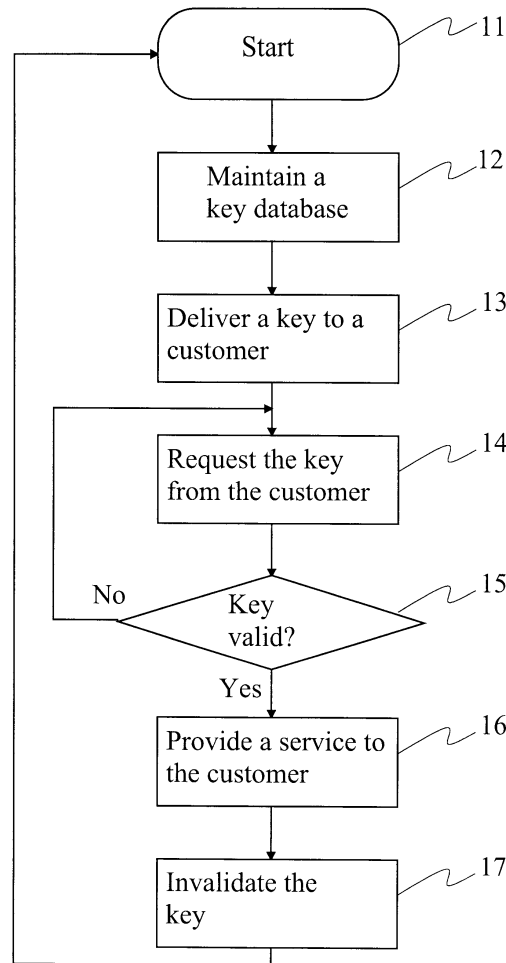 Start
11
Maintain a
key database
12
Deliver a key to a
customer
13
Request the key
from the customer
14
No
Key
valid?
15
Yes
Provide a service to
the customer
16
Invalidate the
key
17